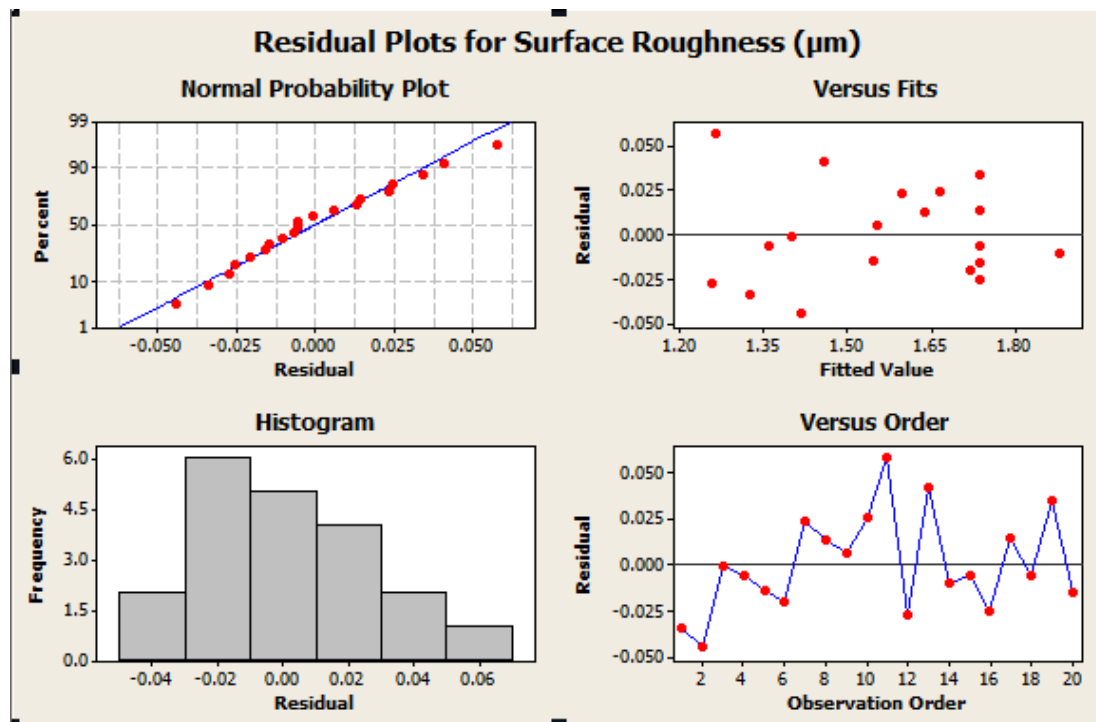 Residual Plots for Surface Roughness (μm)
Normal Probability Plot
99
90
50
10
1
Percent
-0.050 -0.025 0.000 0.025 0.050
Residual
Versus Fits
0.050
0.025
0.000
-0.025
-0.050
Residual
1.20 1.35 1.50 1.65 1.80
Fitted Value
Histogram
6.0
4.5
3.0
1.5
0.0
Frequency
-0.04 -0.02 0.00 0.02 0.04 0.06
Residual
Versus Order
0.050
0.025
0.000
-0.025
-0.050
Residual
2 4 6 8 10 12 14 16 18 20
Observation Order